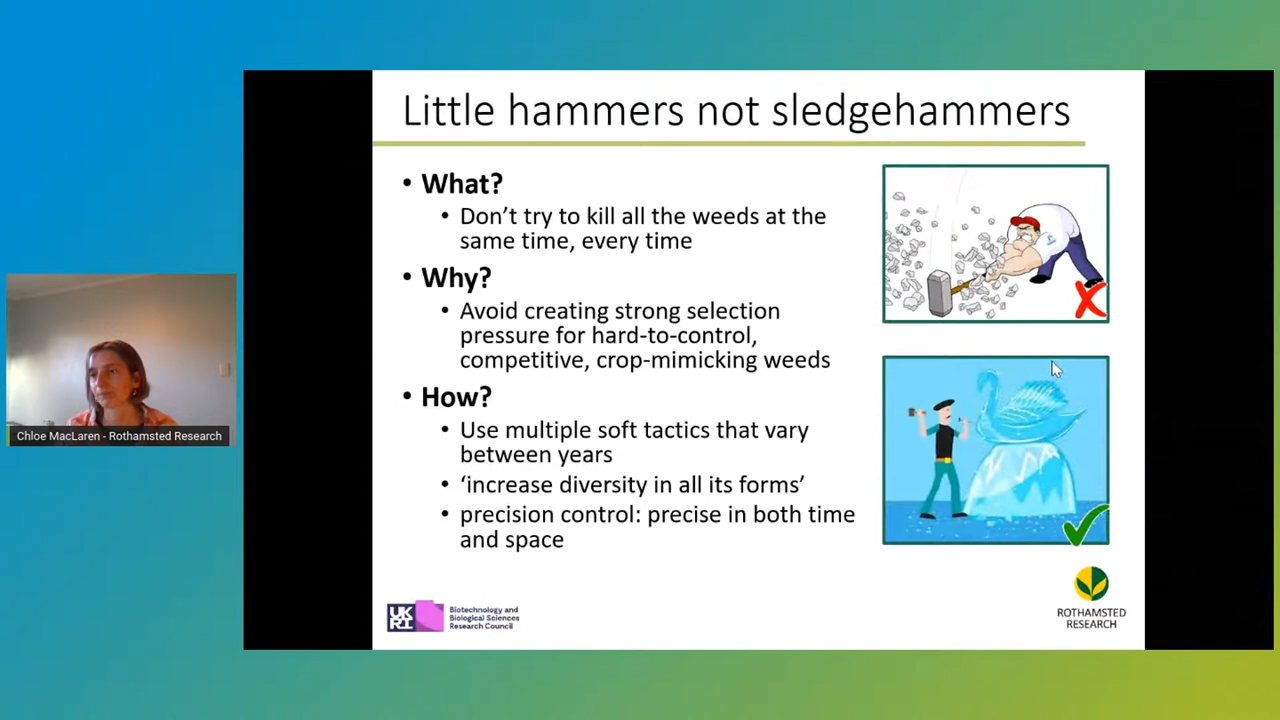 Little hammers not sledgehammers
• What?
• Don't try to kill all the weeds at the
same time, every time
• Why?
• Avoid creating strong selection
pressure for hard-to-control,
competitive, crop-mimicking weeds
• How?
• Use multiple soft tactics that vary
between years
• ‘increase diversity in all its forms’
• precision control: precise in both time
and space
Chloe MacLaren - Rothamsted Research
UK
RI
Biotechnology and
Biological Sciences
Research Council
ROTHAMSTED
RESEARCH